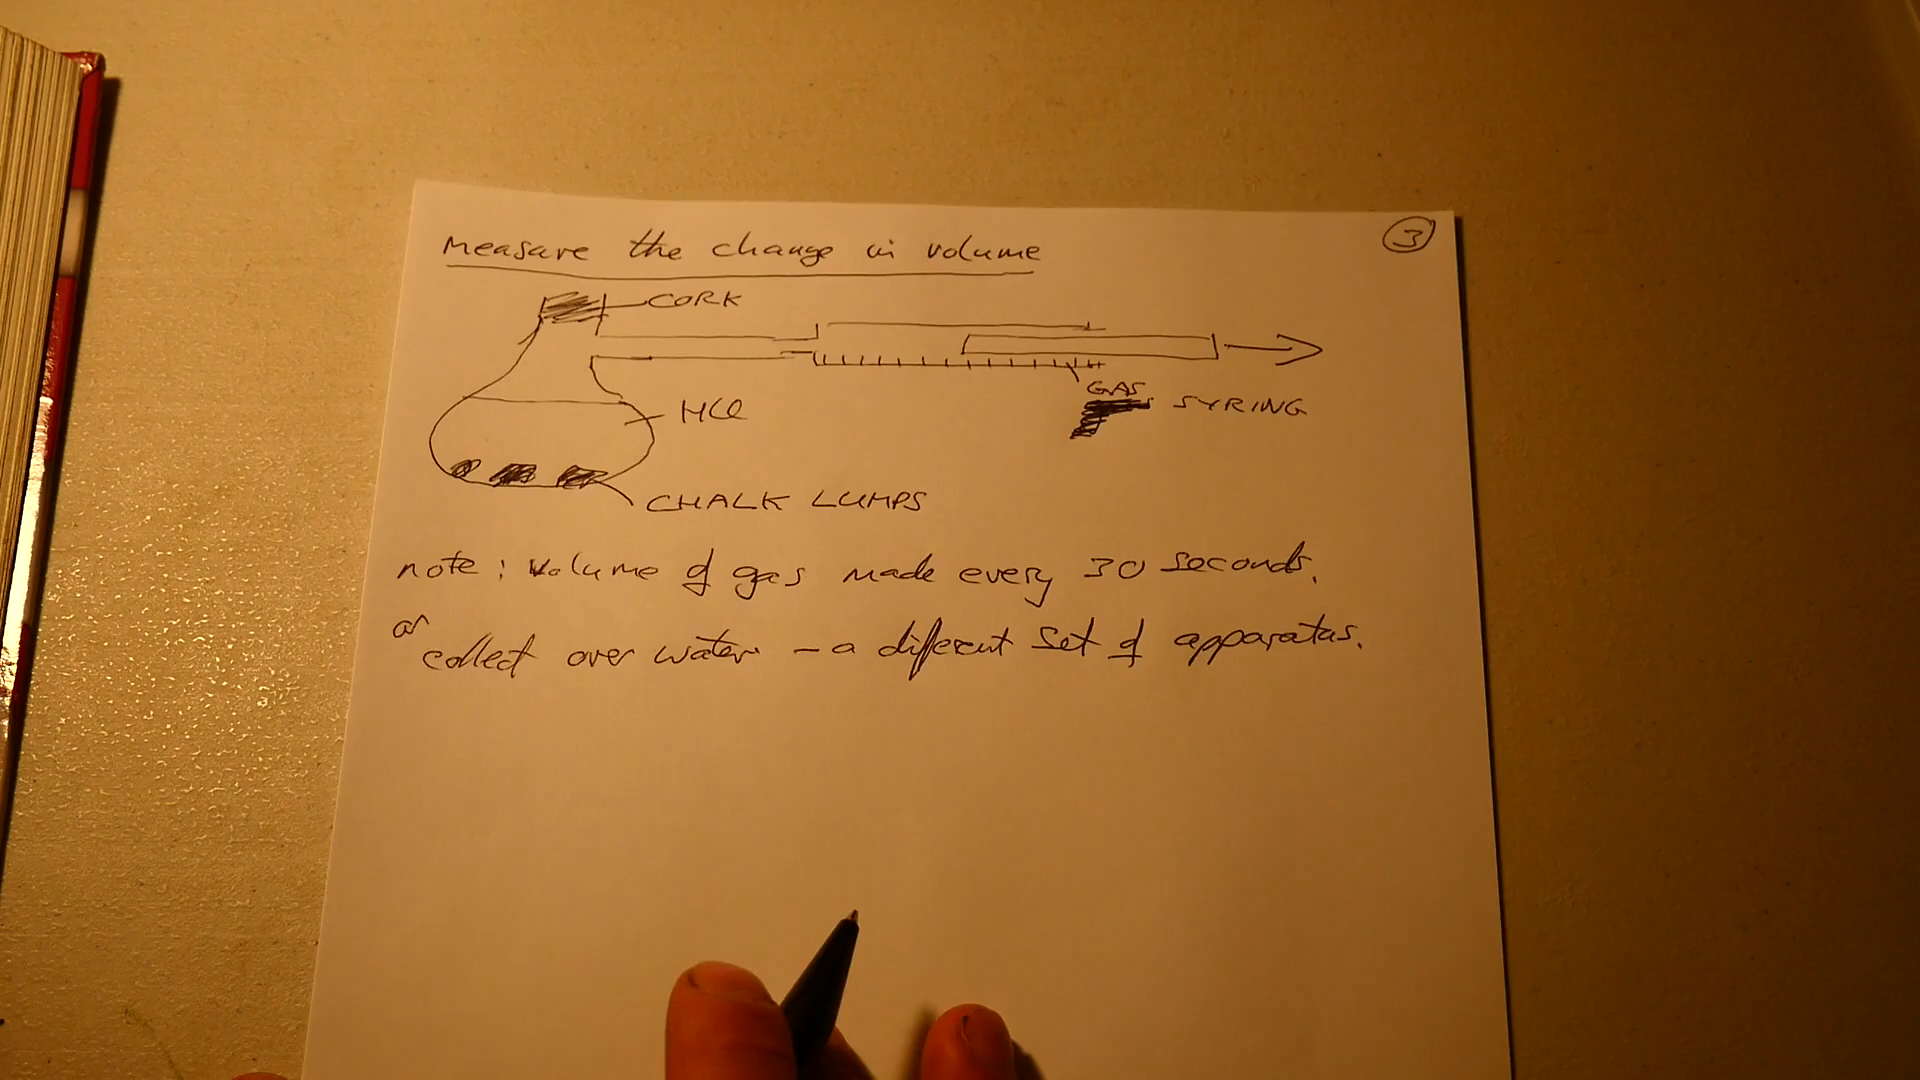 measure the change in volume
3
CORK
GAS
SYRING
HCl
CHALK LUMPS
note: volume of gas made every 30 seconds.
or
collect over water - a different set of apparatus.